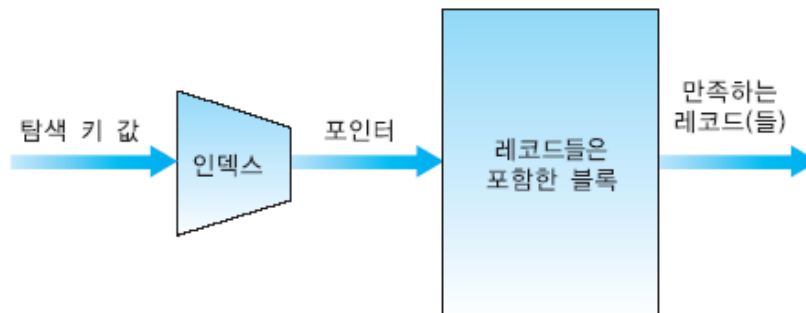 탐색 키 값
인덱스
포인터
레코드들은
포함한 블록
만족하는
레코드(들)